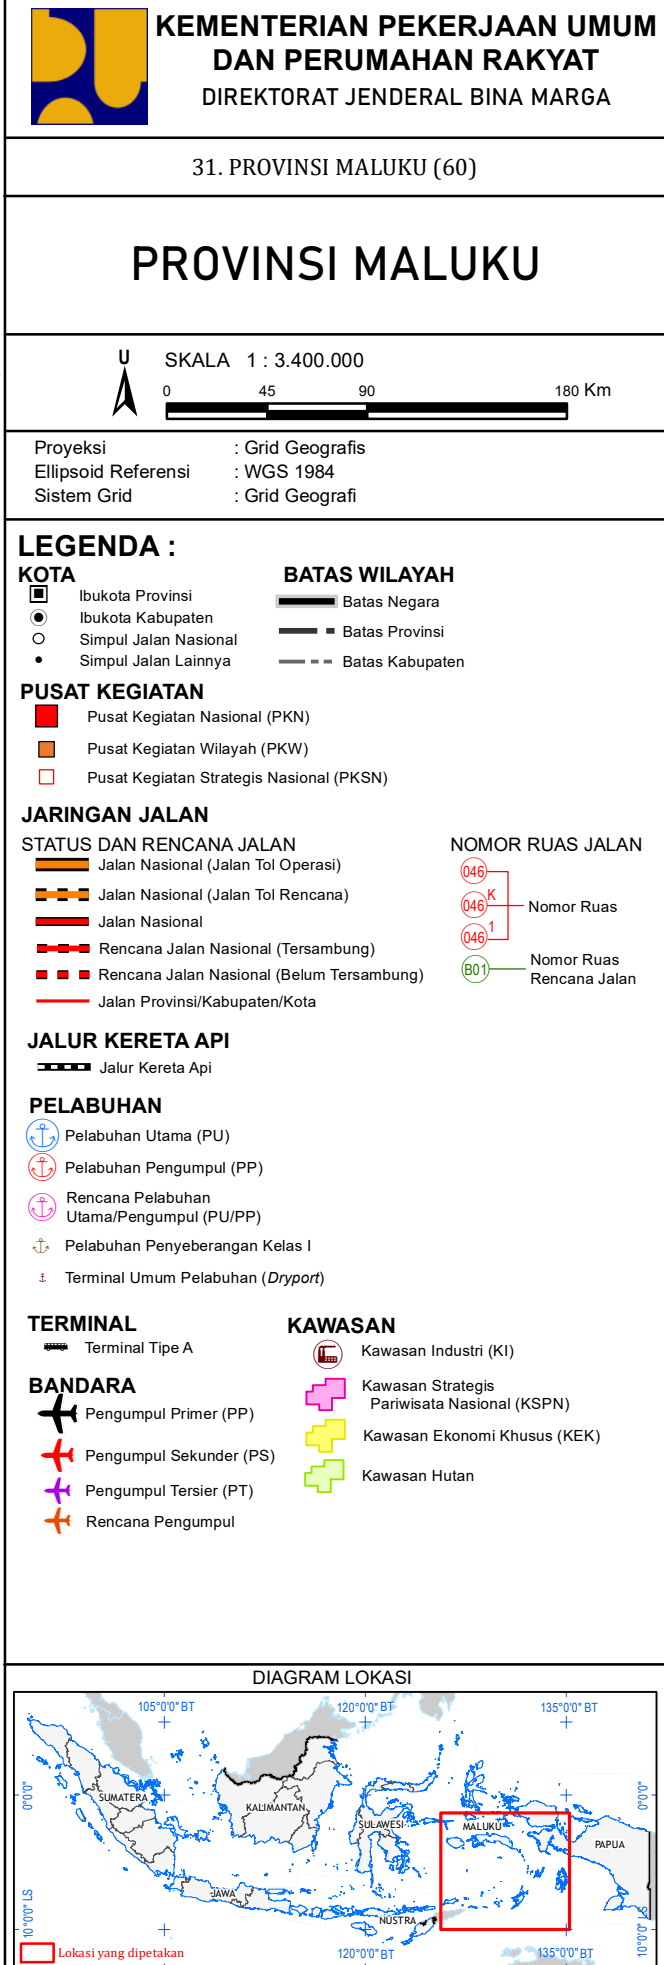 KEMENTERIAN PEKERJAAN UMUM
DAN PERUMAHAN RAKYAT
DIREKTORAT JENDERAL BINA MARGA
31. PROVINSI MALUKU (60)
PROVINSI MALUKU
U
SKALA 1 : 3.400.000
0 45 90 180 Km
Proyeksi : Grid Geografis
Ellipsoid Referensi : WGS 1984
Sistem Grid : Grid Geografi
LEGENDA :
KOTA
Ibukota Provinsi
Ibukota Kabupaten
Simpul Jalan Nasional
Simpul Jalan Lainnya
BATAS WILAYAH
Batas Negara
Batas Provinsi
Batas Kabupaten
PUSAT KEGIATAN
Pusat Kegiatan Nasional (PKN)
Pusat Kegiatan Wilayah (PKW)
Pusat Kegiatan Strategis Nasional (PKSN)
JARINGAN JALAN
STATUS DAN RENCANA JALAN
Jalan Nasional (Jalan Tol Operasi)
Jalan Nasional (Jalan Tol Rencana)
Jalan Nasional
Rencana Jalan Nasional (Tersambung)
Rencana Jalan Nasional (Belum Tersambung)
Jalan Provinsi/Kabupaten/Kota
NOMOR RUAS JALAN
046
046 K
Nomor Ruas
046 1
B01
Nomor Ruas
Rencana Jalan
JALUR KERETA API
Jalur Kereta Api
PELABUHAN
Pelabuhan Utama (PU)
Pelabuhan Pengumpul (PP)
Rencana Pelabuhan
Utama/Pengumpul (PU/PP)
Pelabuhan Penyeberangan Kelas I
Terminal Umum Pelabuhan (Dryport)
TERMINAL
Terminal Tipe A
BANDARA
Pengumpul Primer (PP)
Pengumpul Sekunder (PS)
Pengumpul Tersier (PT)
Rencana Pengumpul
KAWASAN
Kawasan Industri (KI)
Kawasan Strategis
Pariwisata Nasional (KSPN)
Kawasan Ekonomi Khusus (KEK)
Kawasan Hutan
DIAGRAM LOKASI
105°0'0" BT 120°0'0" BT 135°0'0" BT
0°0'0" 0°0'0"
SUMATERA
KALIMANTAN
SULAWESI
MALUKU
PAPUA
JAWA
NUSTRA
10°0'0" LS 10°0'0" LS
Lokasi yang dipetakan
120°0'0" BT 135°0'0" BT